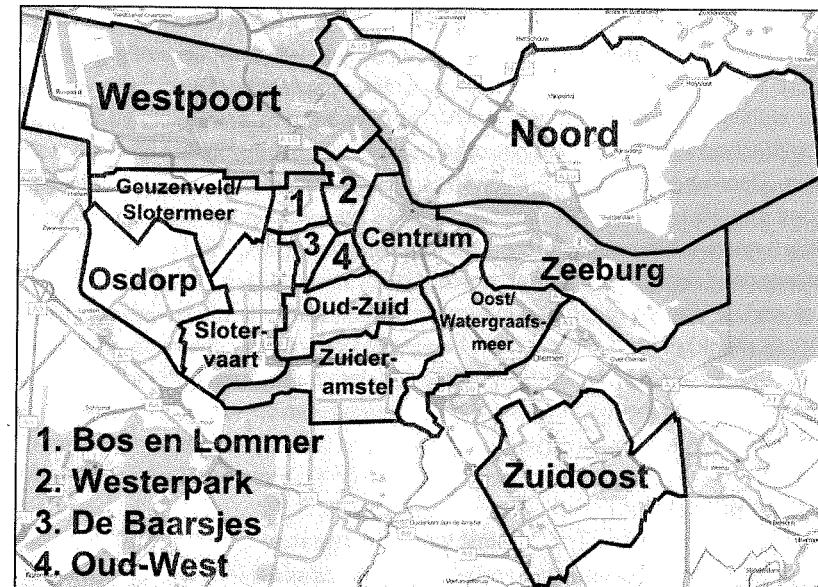 Westpoort
Noord
Geuzenveld/
Slotermeer
1
2
3
4
Centrum
Osdorp
Zeeburg
Oud-Zuid
Oost/
Watergraafs-
meer
Sloter-
vaart
Zuider-
amstel
Diemen
Zuidoost
1. Bos en Lommer
2. Westerpark
3. De Baarsjes
4. Oud-West